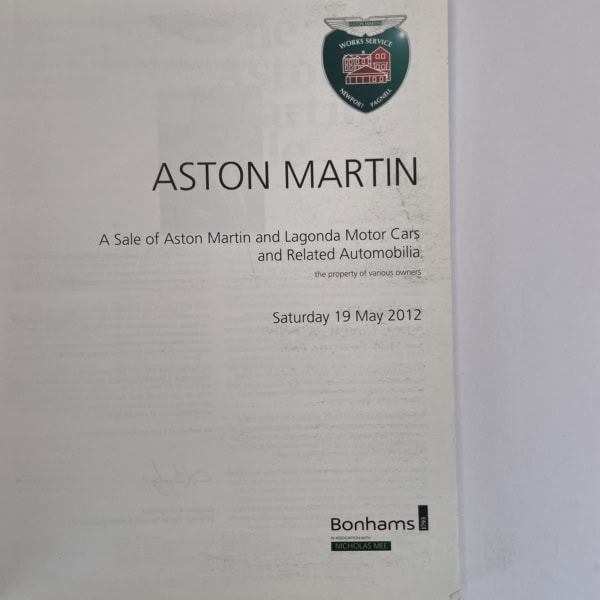 ASTON MARTIN
WORKS SERVICE
NEWPORT PAGNELL
ASTON MARTIN
A Sale of Aston Martin and Lagonda Motor Cars
and Related Automobilia
the property of various owners
Saturday 19 May 2012
Bonhams
1793
IN ASSOCIATION WITH
NICHOLAS MEE